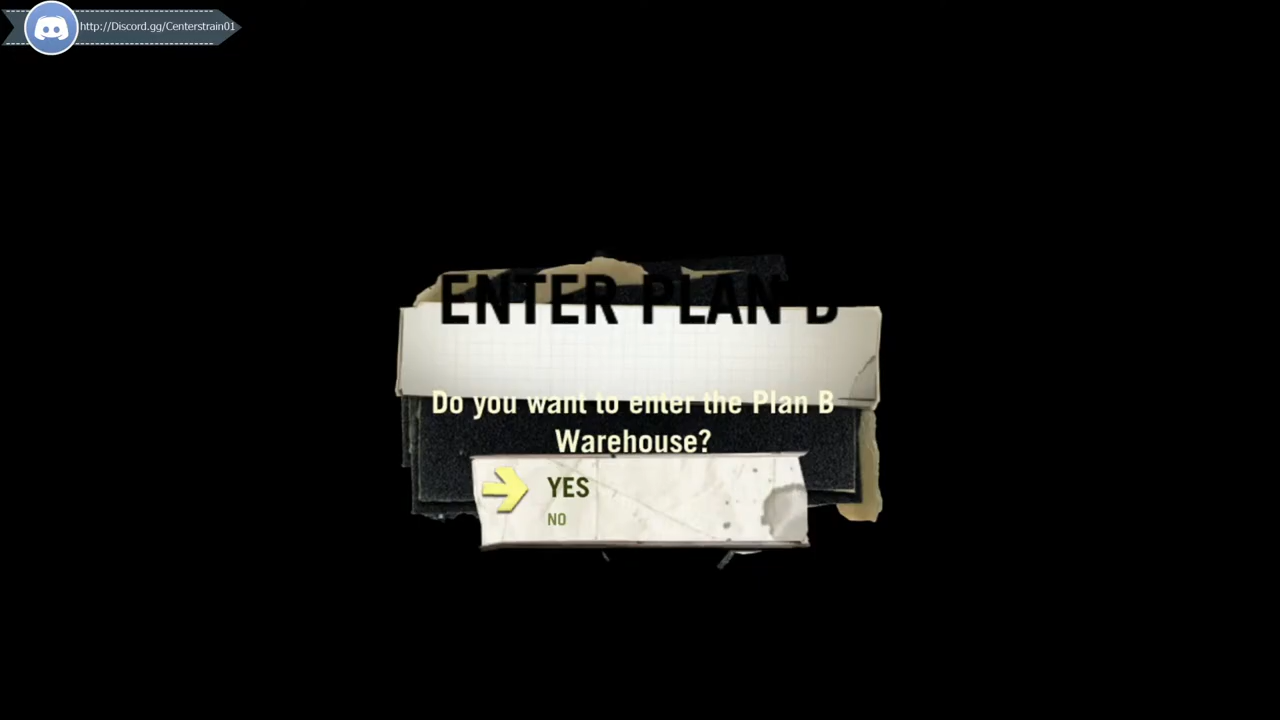 http://Discord.gg/Centerstrain01
ENTER PLAN B
Do you want to enter the Plan B
Warehouse?
YES
NO